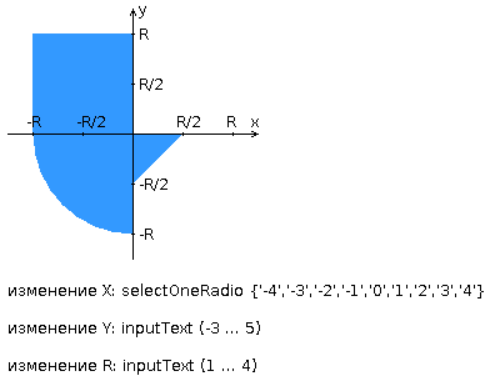 y
R
R/2
-R -R/2 R/2 R x
-R/2
-R
изменение X: selectOneRadio {'-4','-3','-2','-1','0','1','2','3','4'}
изменение Y: inputText (-3 ... 5)
изменение R: inputText (1 ... 4)